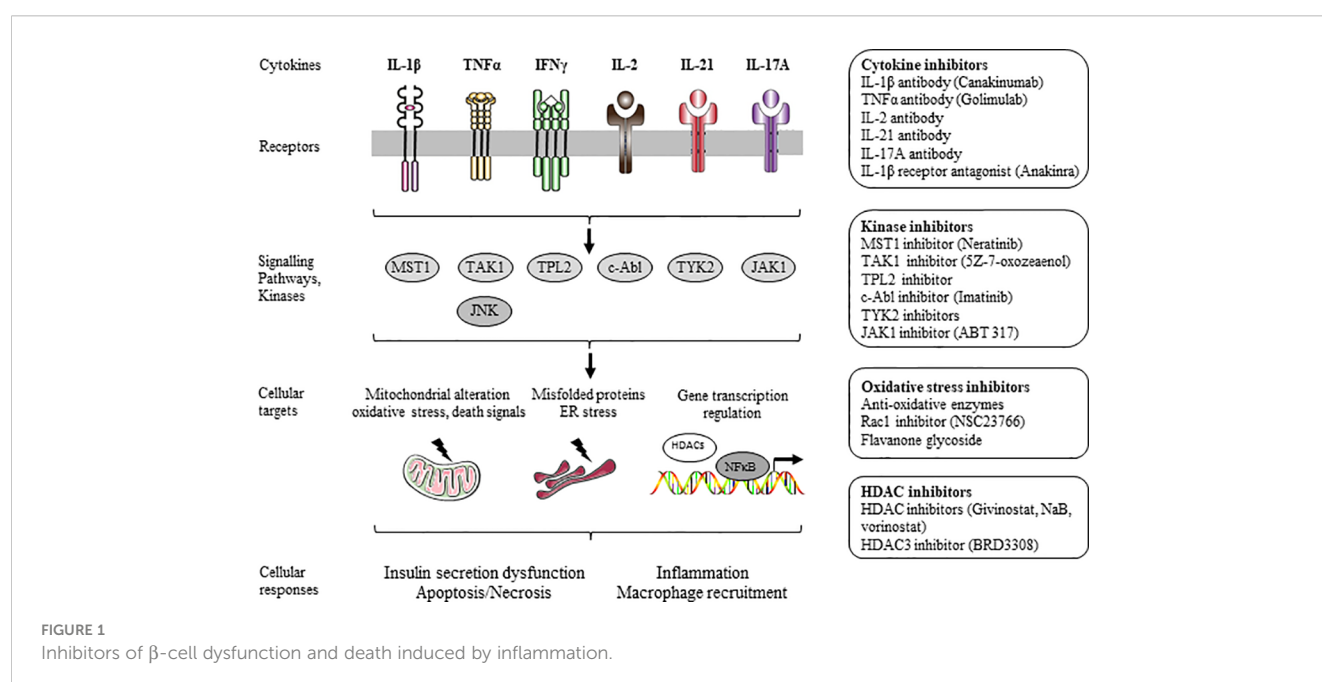 Cytokines
IL-1β TNFα IFNγ IL-2 IL-21 IL-17A
Receptors
Signalling
Pathways,
Kinases
MST1 TAK1 TPL2 c-Abl TYK2 JAK1
JNK
Cellular
targets
Mitochondrial alteration
oxidative stress, death signals
Misfolded proteins
ER stress
Gene transcription
regulation
HDACs
NFκB
Cellular
responses
Insulin secretion dysfunction
Apoptosis/Necrosis
Inflammation
Macrophage recruitment
Cytokine inhibitors
IL-1β antibody (Canakinumab)
TNFα antibody (Golimulab)
IL-2 antibody
IL-21 antibody
IL-17A antibody
IL-1β receptor antagonist (Anakinra)
Kinase inhibitors
MST1 inhibitor (Neratinib)
TAK1 inhibitor (5Z-7-oxozeaenol)
TPL2 inhibitor
c-Abl inhibitor (Imatinib)
TYK2 inhibitors
JAK1 inhibitor (ABT 317)
Oxidative stress inhibitors
Anti-oxidative enzymes
Rac1 inhibitor (NSC23766)
Flavanone glycoside
HDAC inhibitors
HDAC inhibitors (Givinostat, NaB,
vorinostat)
HDAC3 inhibitor (BRD3308)
FIGURE 1
Inhibitors of β-cell dysfunction and death induced by inflammation.